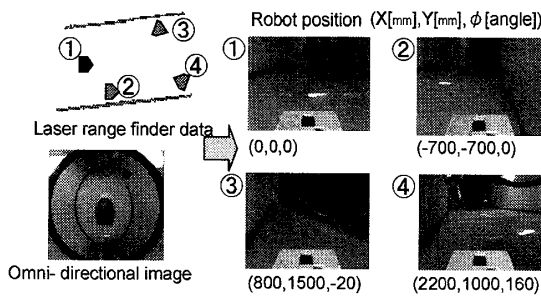 Robot position (X[mm],Y[mm], ϕ[angle])
① ② ③ ④
Laser range finder data
Omni- directional image
①
(0,0,0)
②
(-700,-700,0)
③
(800,1500,-20)
④
(2200,1000,160)